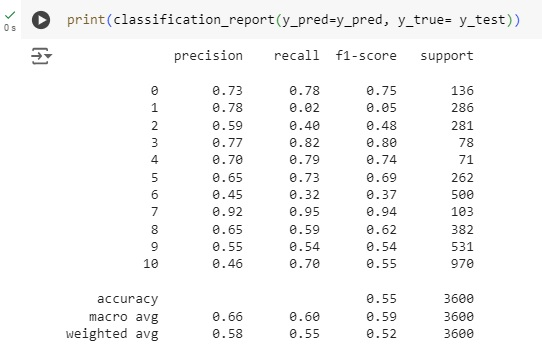 print(classification_report(y_pred=y_pred, y_true= y_test))
0s
precision recall f1-score support
0 0.73 0.78 0.75 136
1 0.78 0.02 0.05 286
2 0.59 0.40 0.48 281
3 0.77 0.82 0.80 78
4 0.70 0.79 0.74 71
5 0.65 0.73 0.69 262
6 0.45 0.32 0.37 500
7 0.92 0.95 0.94 103
8 0.65 0.59 0.62 382
9 0.55 0.54 0.54 531
10 0.46 0.70 0.55 970
accuracy 0.55 3600
macro avg 0.66 0.60 0.59 3600
weighted avg 0.58 0.55 0.52 3600